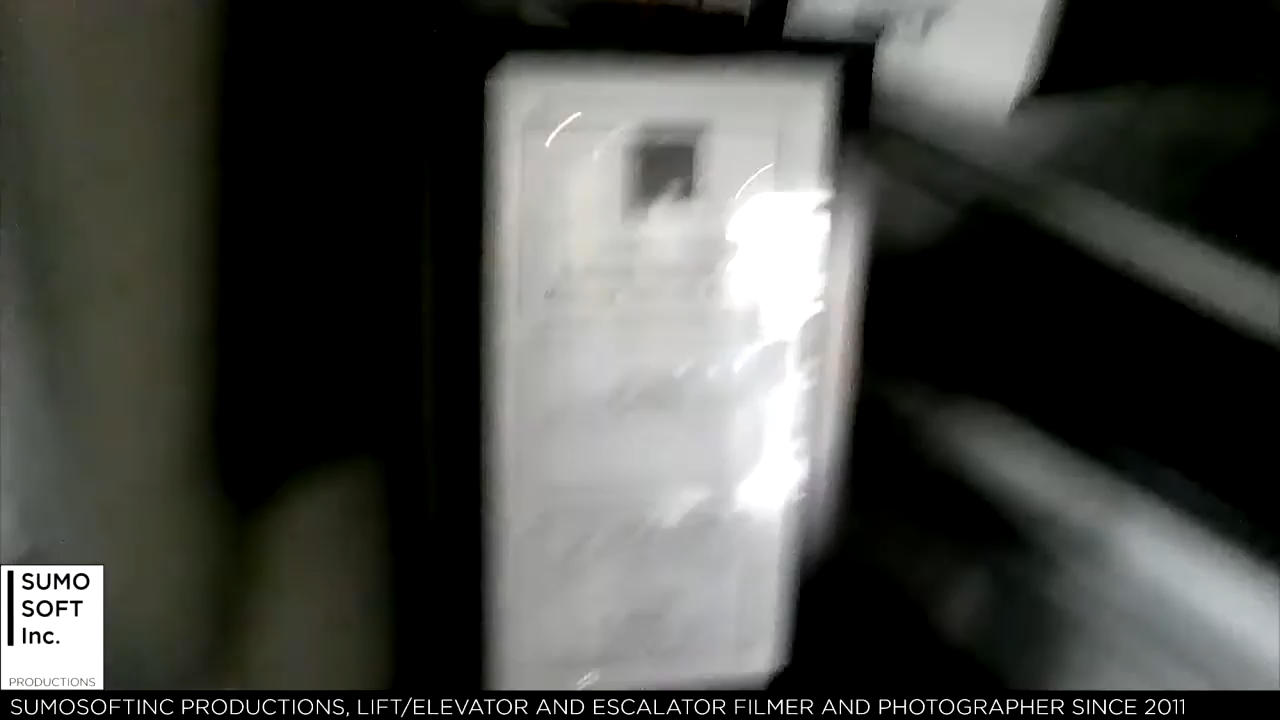 SUMO
SOFT
Inc.
PRODUCTIONS
SUMOSOFTINC PRODUCTIONS, LIFT/ELEVATOR AND ESCALATOR FILMER AND PHOTOGRAPHER SINCE 2011